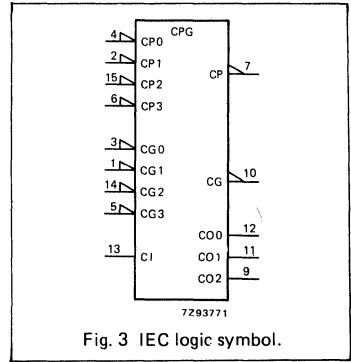 CPG
4 CP0
2 CP1
15 CP2
6 CP3
CP 7
3 CG0
1 CG1
14 CG2
5 CG3
CG 10
13 CI
CO0 12
CO1 11
CO2 9
7Z93771
Fig. 3 IEC logic symbol.